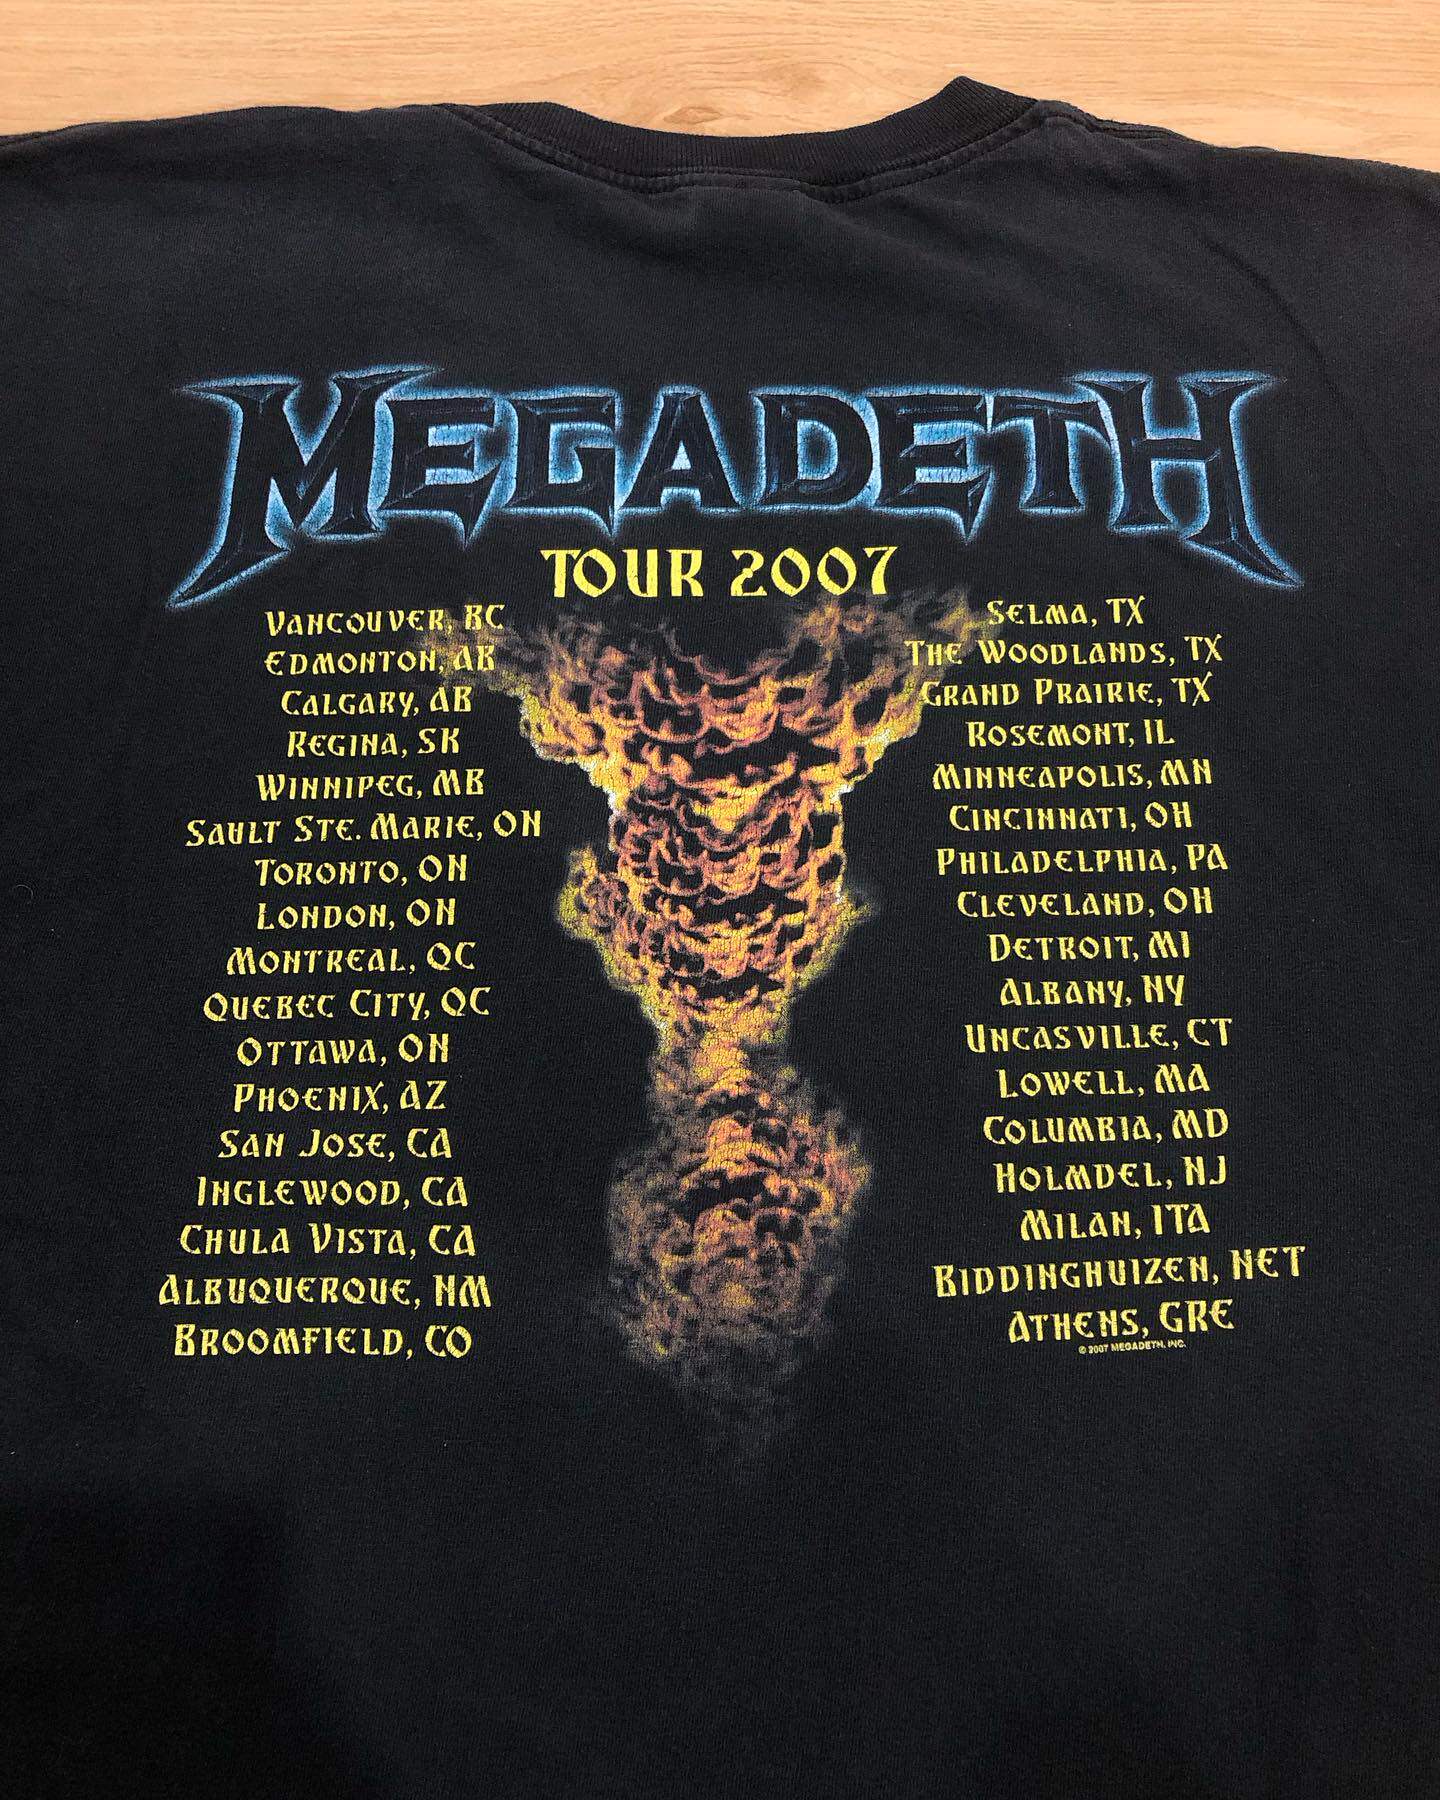 MEGADETH
TOUR 2007
VANCOUVER, BC
EDMONTON, AB
CALGARY, AB
REGINA, SK
WINNIPEG, MB
SAULT STE. MARIE, ON
TORONTO, ON
LONDON, ON
MONTREAL, QC
QUEBEC CITY, QC
OTTAWA, ON
PHOENIX, AZ
SAN JOSE, CA
INGLEWOOD, CA
CHULA VISTA, CA
ALBUQUERQUE, NM
BROOMFIELD, CO
SELMA, TX
THE WOODLANDS, TX
GRAND PRAIRIE, TX
ROSEMONT, IL
MINNEAPOLIS, MN
CINCINNATI, OH
PHILADELPHIA, PA
CLEVELAND, OH
DETROIT, MI
ALBANY, NY
UNCASVILLE, CT
LOWELL, MA
COLUMBIA, MD
HOLMDEL, NJ
MILAN, ITA
BIDDINGHUIZEN, NET
ATHENS, GRE
© 2007 MEGADETH, INC.